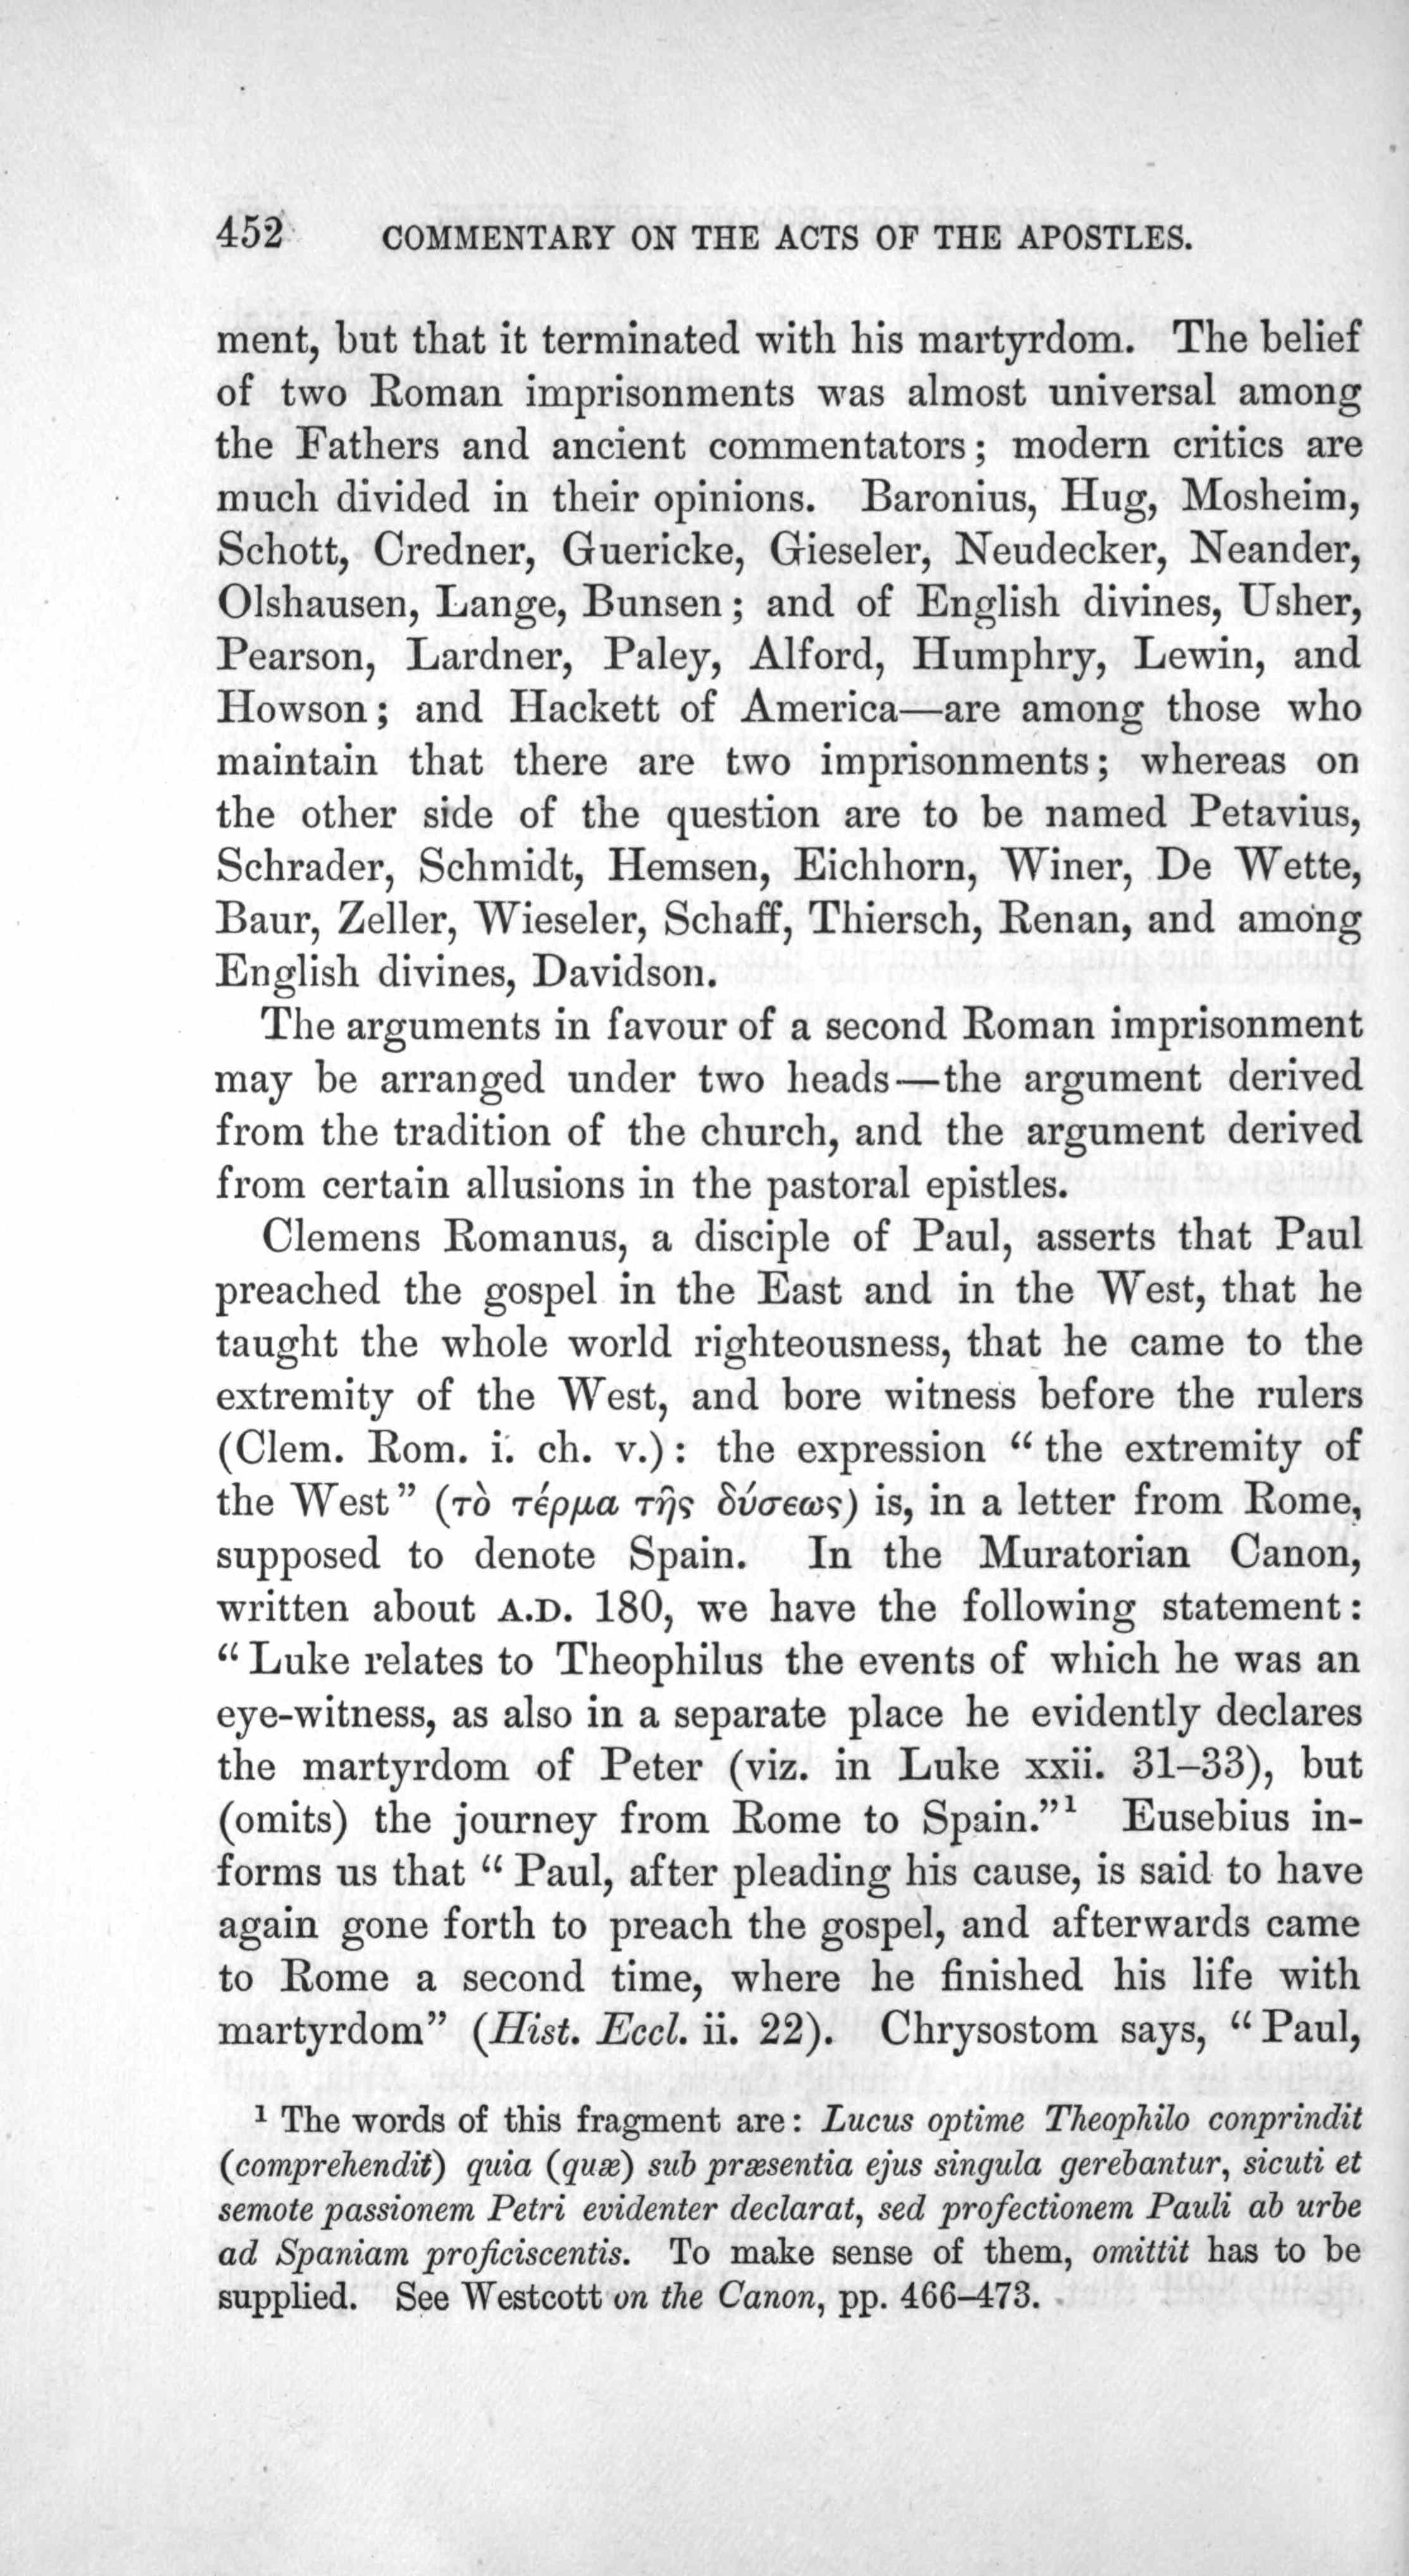 452 COMMENTARY ON THE ACTS OF THE APOSTLES.
ment, but that it terminated with his martyrdom. The belief
of two Roman imprisonments was almost universal among
the Fathers and ancient commentators; modern critics are
much divided in their opinions. Baronius, Hug, Mosheim,
Schott, Credner, Guericke, Gieseler, Neudecker, Neander,
Olshausen, Lange, Bunsen; and of English divines, Usher,
Pearson, Lardner, Paley, Alford, Humphry, Lewin, and
Howson; and Hackett of America—are among those who
maintain that there are two imprisonments; whereas on
the other side of the question are to be named Petavius,
Schrader, Schmidt, Hemsen, Eichhorn, Winer, De Wette,
Baur, Zeller, Wieseler, Schaff, Thiersch, Renan, and among
English divines, Davidson.
The arguments in favour of a second Roman imprisonment
may be arranged under two heads—the argument derived
from the tradition of the church, and the argument derived
from certain allusions in the pastoral epistles.
Clemens Romanus, a disciple of Paul, asserts that Paul
preached the gospel in the East and in the West, that he
taught the whole world righteousness, that he came to the
extremity of the West, and bore witness before the rulers
(Clem. Rom. i. ch. v.): the expression “the extremity of
the West” (τὸ τέρμα τῆς δύσεως) is, in a letter from Rome,
supposed to denote Spain. In the Muratorian Canon,
written about A.D. 180, we have the following statement:
“Luke relates to Theophilus the events of which he was an
eye-witness, as also in a separate place he evidently declares
the martyrdom of Peter (viz. in Luke xxii. 31–33), but
(omits) the journey from Rome to Spain.”¹ Eusebius in-
forms us that “Paul, after pleading his cause, is said to have
again gone forth to preach the gospel, and afterwards came
to Rome a second time, where he finished his life with
martyrdom” (Hist. Eccl. ii. 22). Chrysostom says, “Paul,
¹ The words of this fragment are: Lucus optime Theophilo conprindit
(comprehendit) quia (quæ) sub præsentia ejus singula gerebantur, sicuti et
semote passionem Petri evidenter declarat, sed profectionem Pauli ab urbe
ad Spaniam proficiscentis. To make sense of them, omittit has to be
supplied. See Westcott on the Canon, pp. 466–473.